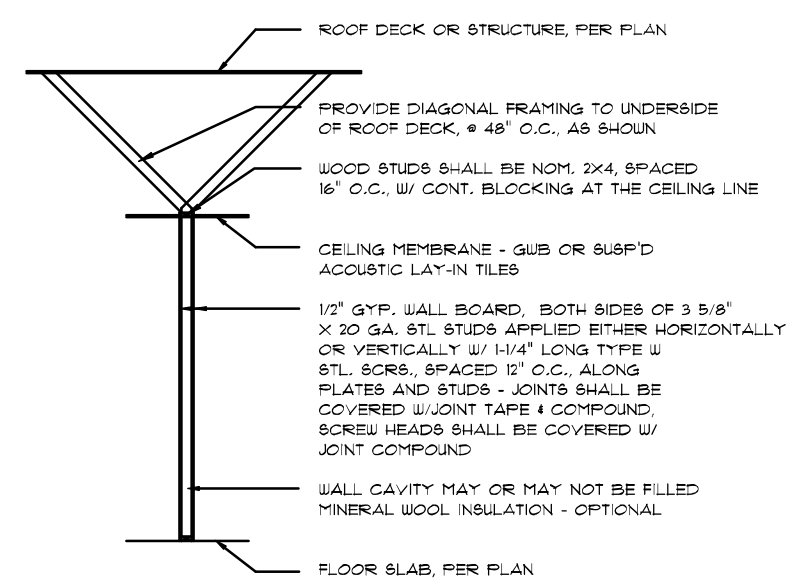 ROOF DECK OR STRUCTURE, PER PLAN
PROVIDE DIAGONAL FRAMING TO UNDERSIDE
OF ROOF DECK, @ 48" O.C., AS SHOWN
WOOD STUDS SHALL BE NOM. 2X4, SPACED
16" O.C., W/ CONT. BLOCKING AT THE CEILING LINE
CEILING MEMBRANE - GWB OR SUSP'D
ACOUSTIC LAY-IN TILES
1/2" GYP. WALL BOARD, BOTH SIDES OF 3 5/8"
X 20 GA. STL STUDS APPLIED EITHER HORIZONTALLY
OR VERTICALLY W/ 1-1/4" LONG TYPE W
STL. SCRS., SPACED 12" O.C., ALONG
PLATES AND STUDS - JOINTS SHALL BE
COVERED W/JOINT TAPE & COMPOUND,
SCREW HEADS SHALL BE COVERED W/
JOINT COMPOUND
WALL CAVITY MAY OR MAY NOT BE FILLED
MINERAL WOOL INSULATION - OPTIONAL
FLOOR SLAB, PER PLAN